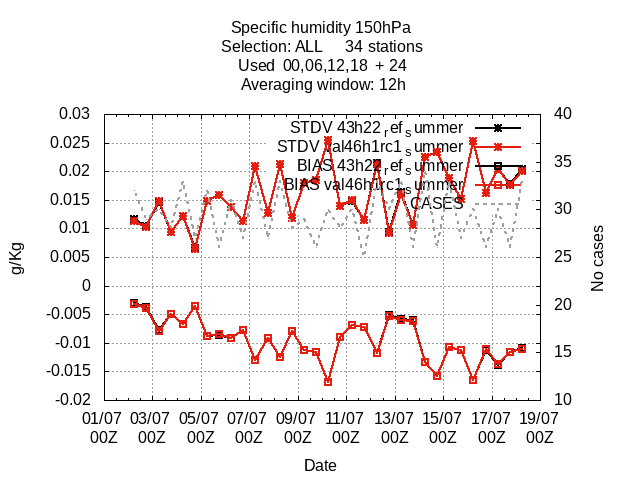 Specific humidity 150hPa
Selection: ALL 34 stations
Used 00,06,12,18 + 24
Averaging window: 12h
0.03
0.025
0.02
0.015
0.01
0.005
0
-0.005
-0.01
-0.015
-0.02
g/Kg
40
35
30
25
20
15
10
No cases
STDV 43h22_ref_summer
STDV val46h1rc1_summer
BIAS 43h22_ref_summer
BIAS val46h1rc1_summer
CASES
01/07 03/07 05/07 07/07 09/07 11/07 13/07 15/07 17/07 19/07
00Z 00Z 00Z 00Z 00Z 00Z 00Z 00Z 00Z 00Z
Date